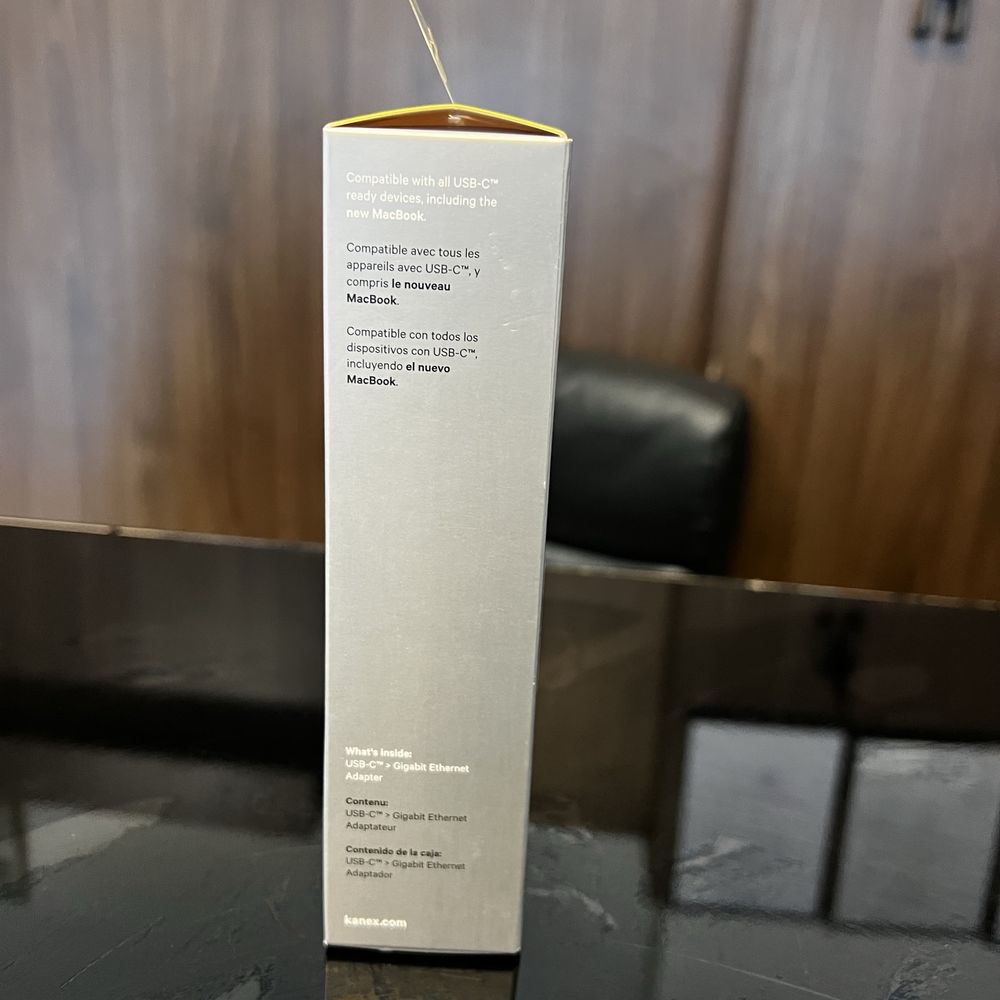 Compatible with all USB-C™
ready devices, including the
new MacBook.
Compatible avec tous les
appareils avec USB-C™, y
compris le nouveau
MacBook.
Compatible con todos los
dispositivos con USB-C™,
incluyendo el nuevo
MacBook.
What's inside:
USB-C™ > Gigabit Ethernet
Adapter
Contenu:
USB-C™ > Gigabit Ethernet
Adaptateur
Contenido de la caja:
USB-C™ > Gigabit Ethernet
Adaptador
kanex.com